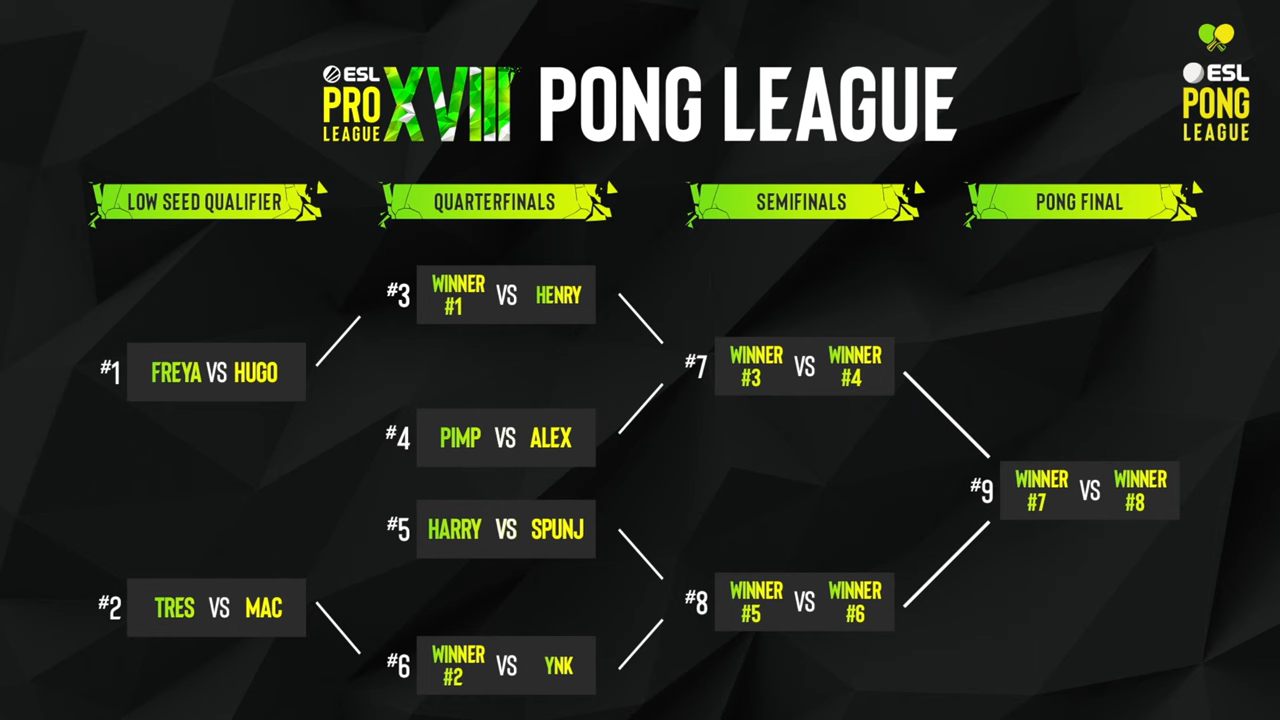 ESL
PRO
LEAGUE
XVIII
PONG LEAGUE
ESL
PONG
LEAGUE
LOW SEED QUALIFIER
QUARTERFINALS
SEMIFINALS
PONG FINAL
#1
FREYA VS HUGO
#2
TRES VS MAC
#3
WINNER
#1
VS
HENRY
#4
PIMP VS ALEX
#5
HARRY VS SPUNJ
#6
WINNER
#2
VS
YNK
#7
WINNER
#3
VS
WINNER
#4
#8
WINNER
#5
VS
WINNER
#6
#9
WINNER
#7
VS
WINNER
#8